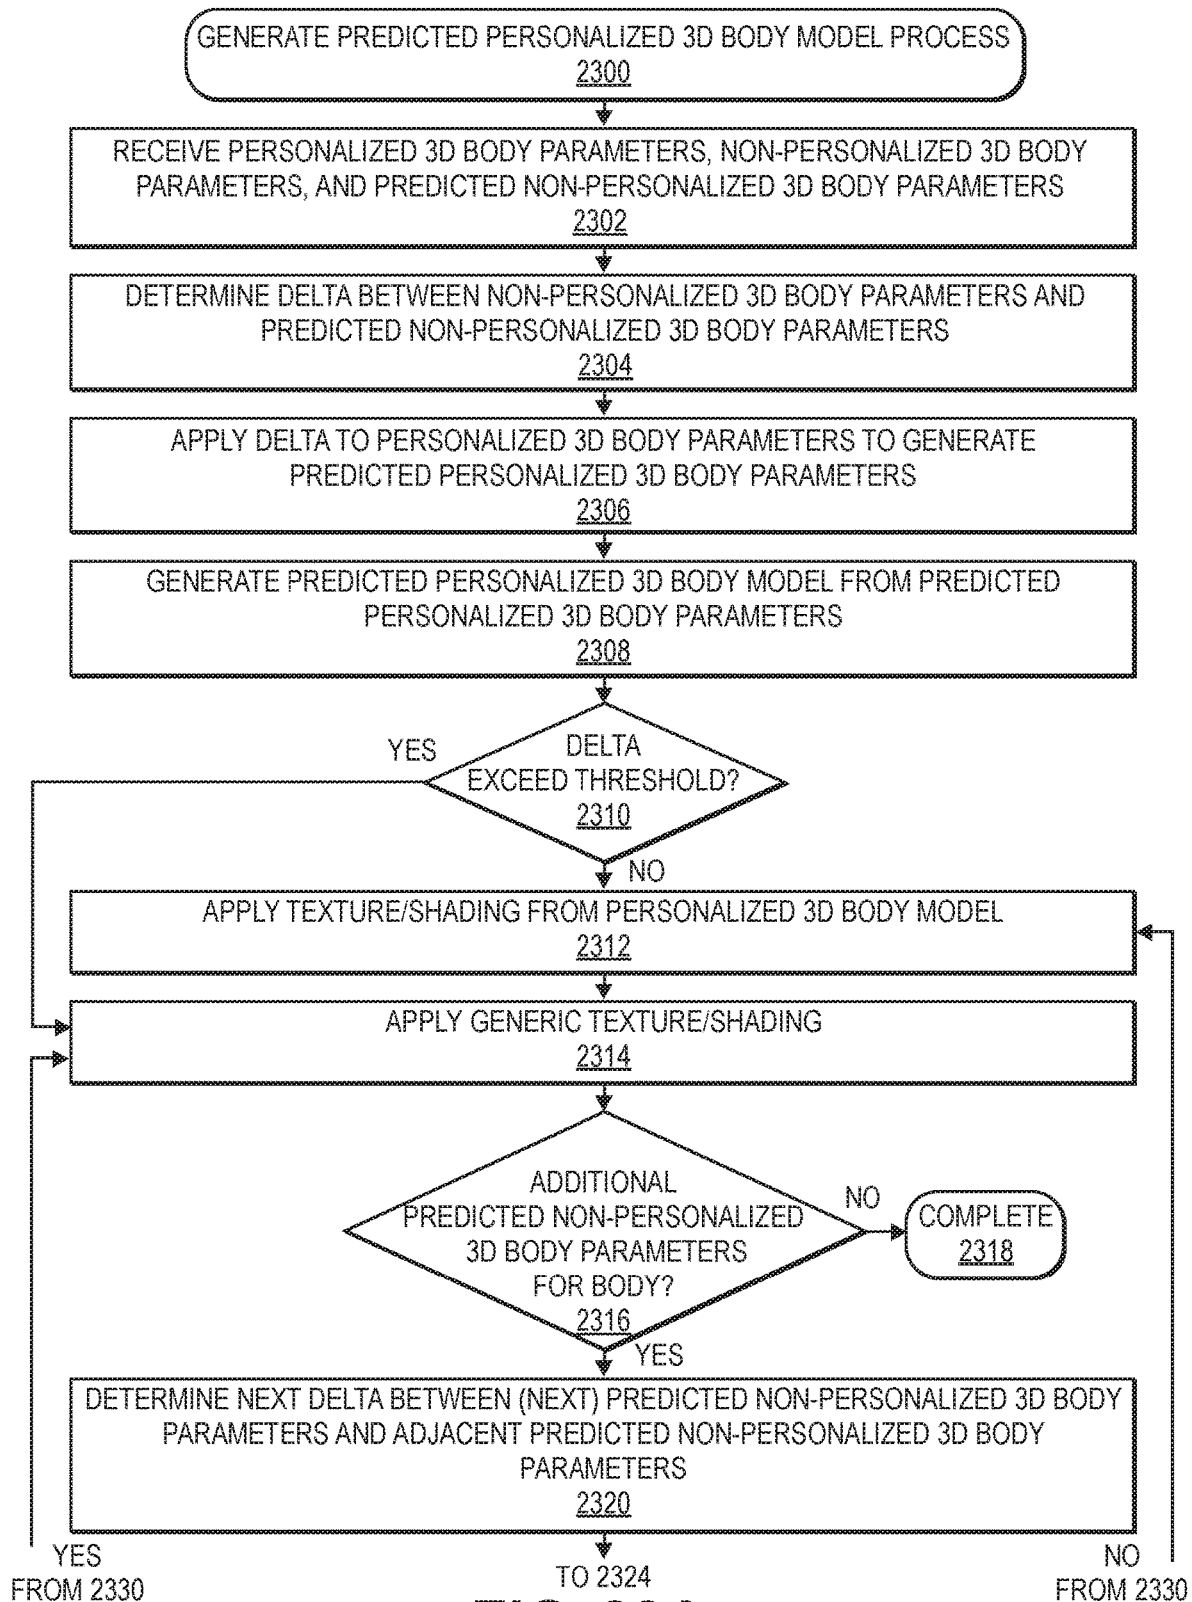 GENERATE PREDICTED PERSONALIZED 3D BODY MODEL PROCESS
2300
RECEIVE PERSONALIZED 3D BODY PARAMETERS, NON-PERSONALIZED 3D BODY
PARAMETERS, AND PREDICTED NON-PERSONALIZED 3D BODY PARAMETERS
2302
DETERMINE DELTA BETWEEN NON-PERSONALIZED 3D BODY PARAMETERS AND
PREDICTED NON-PERSONALIZED 3D BODY PARAMETERS
2304
APPLY DELTA TO PERSONALIZED 3D BODY PARAMETERS TO GENERATE
PREDICTED PERSONALIZED 3D BODY PARAMETERS
2306
GENERATE PREDICTED PERSONALIZED 3D BODY MODEL FROM PREDICTED
PERSONALIZED 3D BODY PARAMETERS
2308
YES
DELTA
EXCEED THRESHOLD?
2310
NO
APPLY TEXTURE/SHADING FROM PERSONALIZED 3D BODY MODEL
2312
APPLY GENERIC TEXTURE/SHADING
2314
ADDITIONAL
PREDICTED NON-PERSONALIZED
3D BODY PARAMETERS
FOR BODY?
2316
NO
COMPLETE
2318
YES
DETERMINE NEXT DELTA BETWEEN (NEXT) PREDICTED NON-PERSONALIZED 3D BODY
PARAMETERS AND ADJACENT PREDICTED NON-PERSONALIZED 3D BODY
PARAMETERS
2320
YES
FROM 2330
TO 2324
NO
FROM 2330